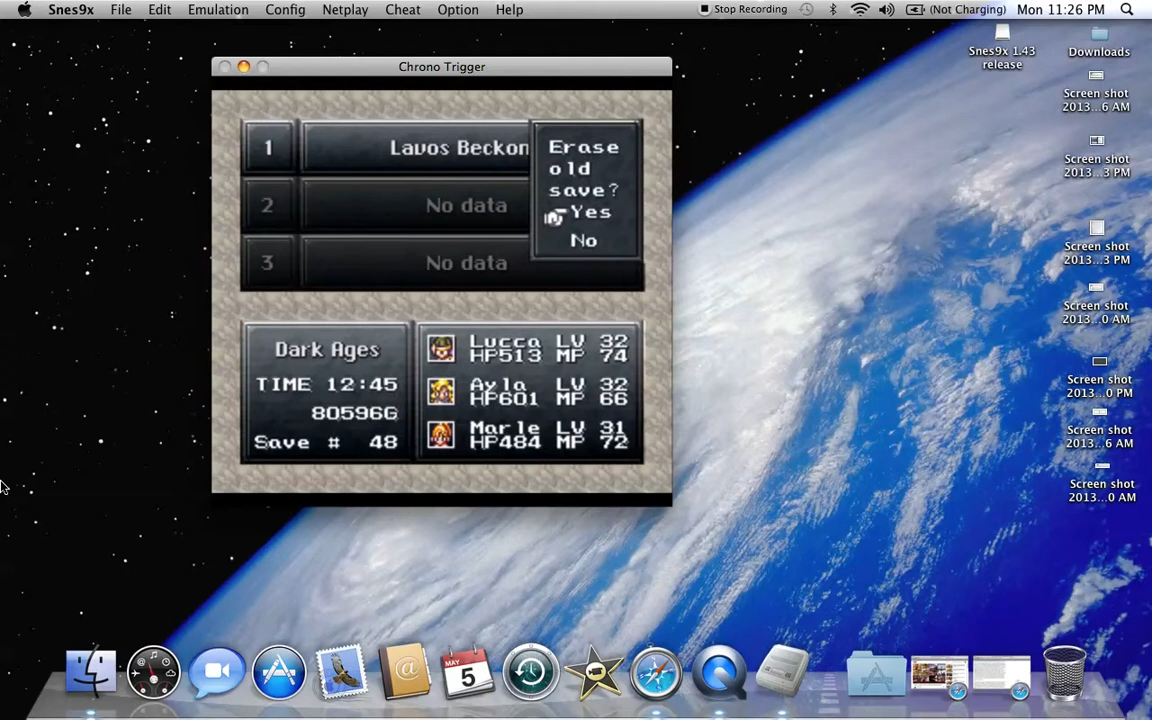 Snes9x File Edit Emulation Config Netplay Cheat Option Help Stop Recording (Not Charging) Mon 11:26 PM
Snes9x 1.43
release
Downloads
Screen shot
2013...6 AM
Screen shot
2013...3 PM
Screen shot
2013...3 PM
Screen shot
2013...0 AM
Screen shot
2013...0 PM
Screen shot
2013...6 AM
Screen shot
2013...0 AM
Chrono Trigger
1 Lavos Beckon
2 No data
3 No data
Erase
old
save?
Yes
No
Dark Ages
TIME 12:45
80596G
Save # 48
Lucca LV 32
HP513 MP 74
Ayla LV 32
HP601 MP 66
Marle LV 31
HP484 MP 72
MAY
5